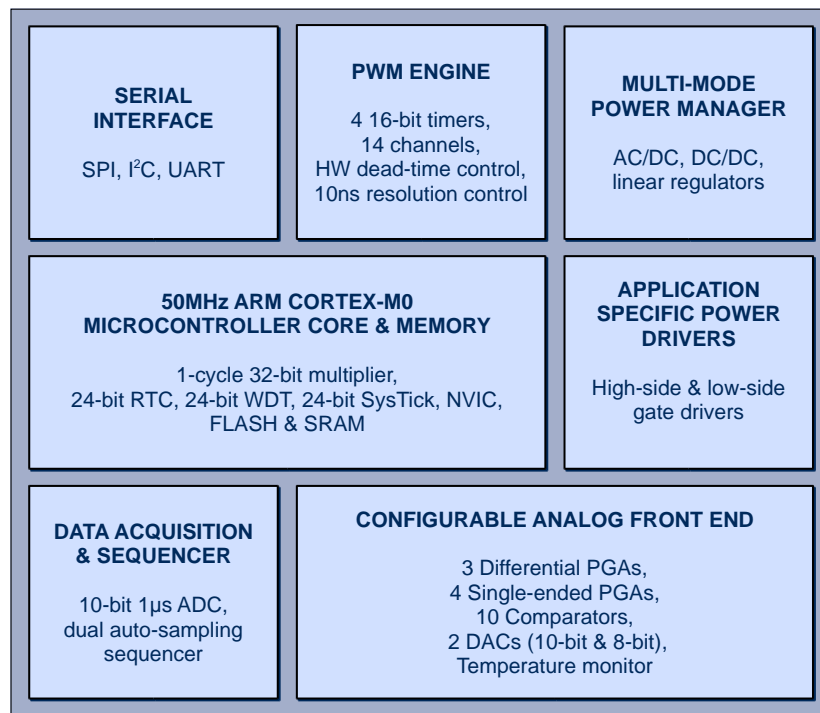 SERIAL
INTERFACE
SPI, I²C, UART
PWM ENGINE
4 16-bit timers,
14 channels,
HW dead-time control,
10ns resolution control
MULTI-MODE
POWER MANAGER
AC/DC, DC/DC,
linear regulators
50MHz ARM CORTEX-M0
MICROCONTROLLER CORE & MEMORY
1-cycle 32-bit multiplier,
24-bit RTC, 24-bit WDT, 24-bit SysTick, NVIC,
FLASH & SRAM
APPLICATION
SPECIFIC POWER
DRIVERS
High-side & low-side
gate drivers
DATA ACQUISITION
& SEQUENCER
10-bit 1µs ADC,
dual auto-sampling
sequencer
CONFIGURABLE ANALOG FRONT END
3 Differential PGAs,
4 Single-ended PGAs,
10 Comparators,
2 DACs (10-bit & 8-bit),
Temperature monitor